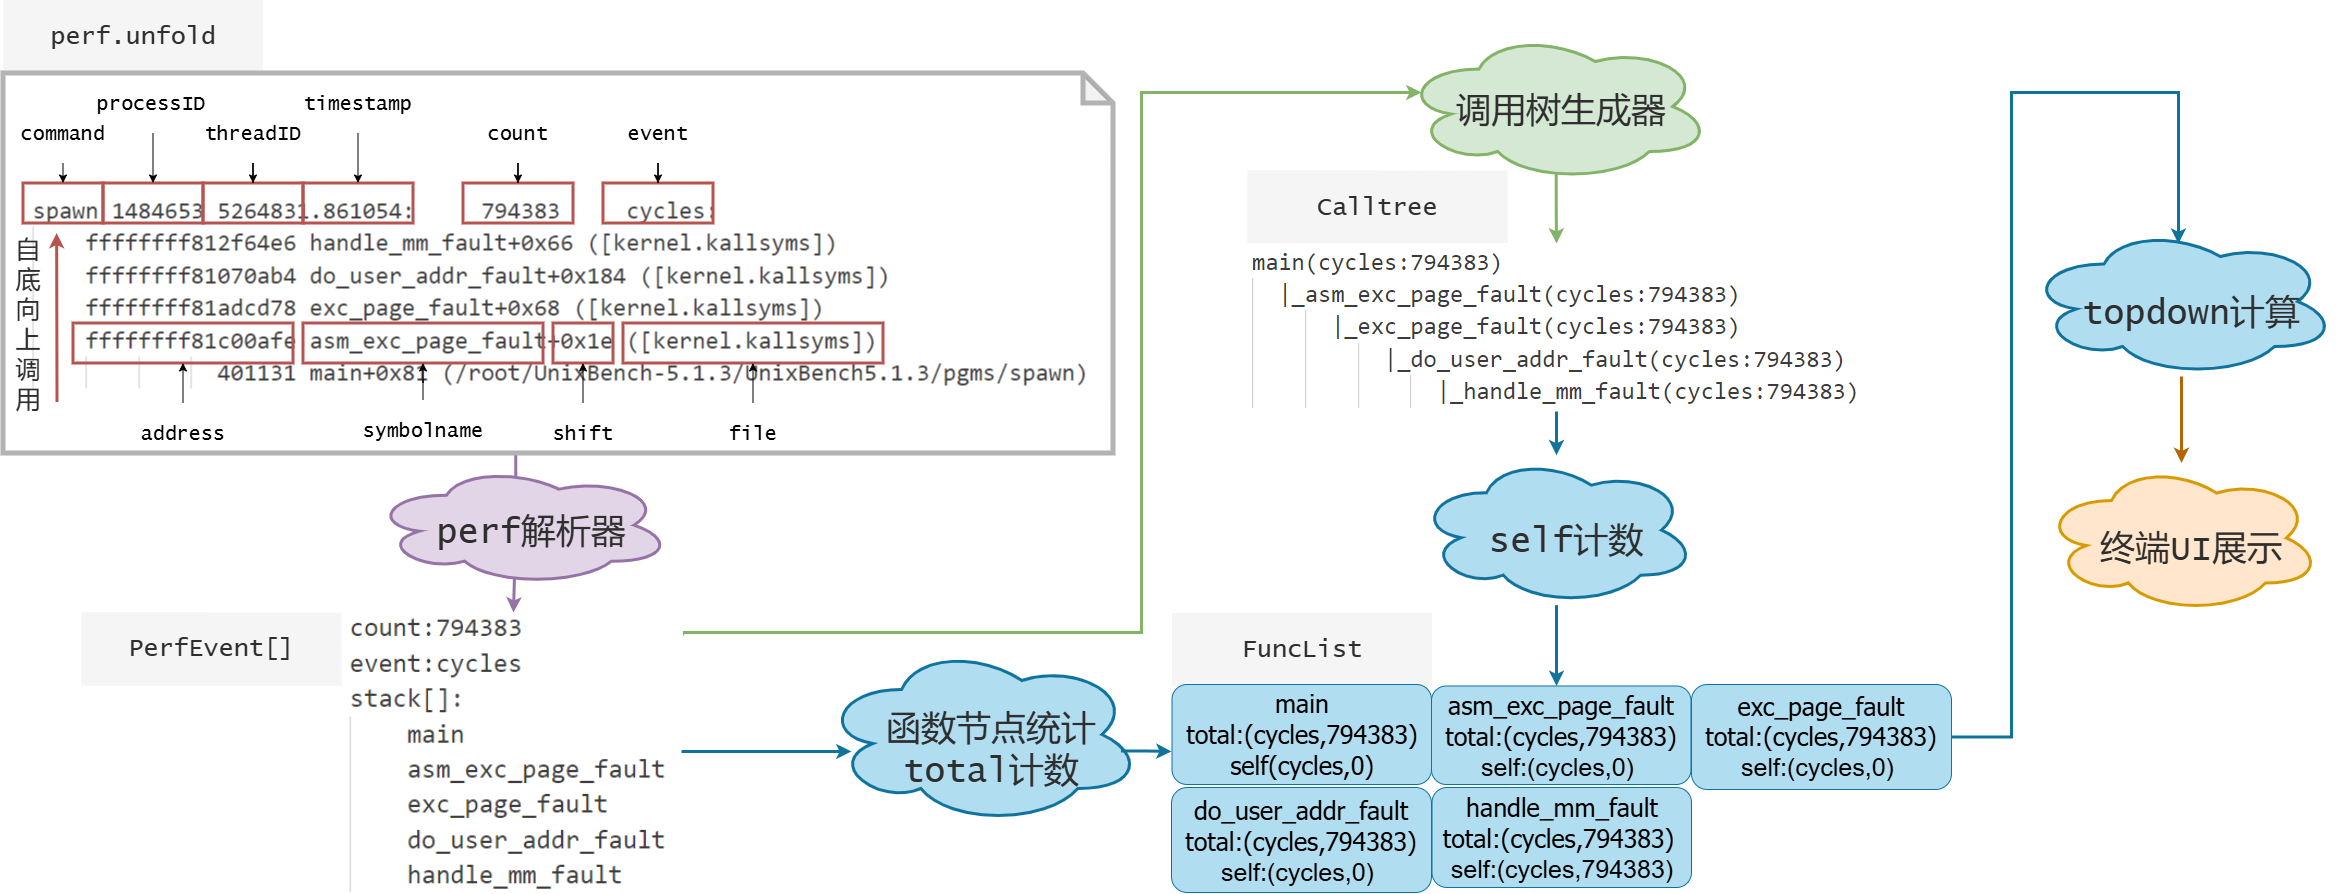 perf.unfold
processID
timestamp
command
threadID
count
event
spawn 1484653 5264831.861054: 794383 cycles:
ffffffff812f64e6 handle_mm_fault+0x66 ([kernel.kallsyms])
ffffffff81070ab4 do_user_addr_fault+0x184 ([kernel.kallsyms])
ffffffff81adcd78 exc_page_fault+0x68 ([kernel.kallsyms])
ffffffff81c00afe asm_exc_page_fault+0x1e ([kernel.kallsyms])
401131 main+0x81 (/root/UnixBench-5.1.3/UnixBench5.1.3/pgms/spawn)
自底向上调用
address
symbolname
shift
file
perf解析器
PerfEvent[]
count:794383
event:cycles
stack[]:
main
asm_exc_page_fault
exc_page_fault
do_user_addr_fault
handle_mm_fault
函数节点统计
total计数
调用树生成器
Calltree
main(cycles:794383)
|_asm_exc_page_fault(cycles:794383)
|_exc_page_fault(cycles:794383)
|_do_user_addr_fault(cycles:794383)
|_handle_mm_fault(cycles:794383)
self计数
FuncList
main
total:(cycles,794383)
self(cycles,0)
asm_exc_page_fault
total:(cycles,794383)
self:(cycles,0)
exc_page_fault
total:(cycles,794383)
self:(cycles,0)
do_user_addr_fault
total:(cycles,794383)
self:(cycles,0)
handle_mm_fault
total:(cycles,794383)
self:(cycles,794383)
topdown计算
终端UI展示